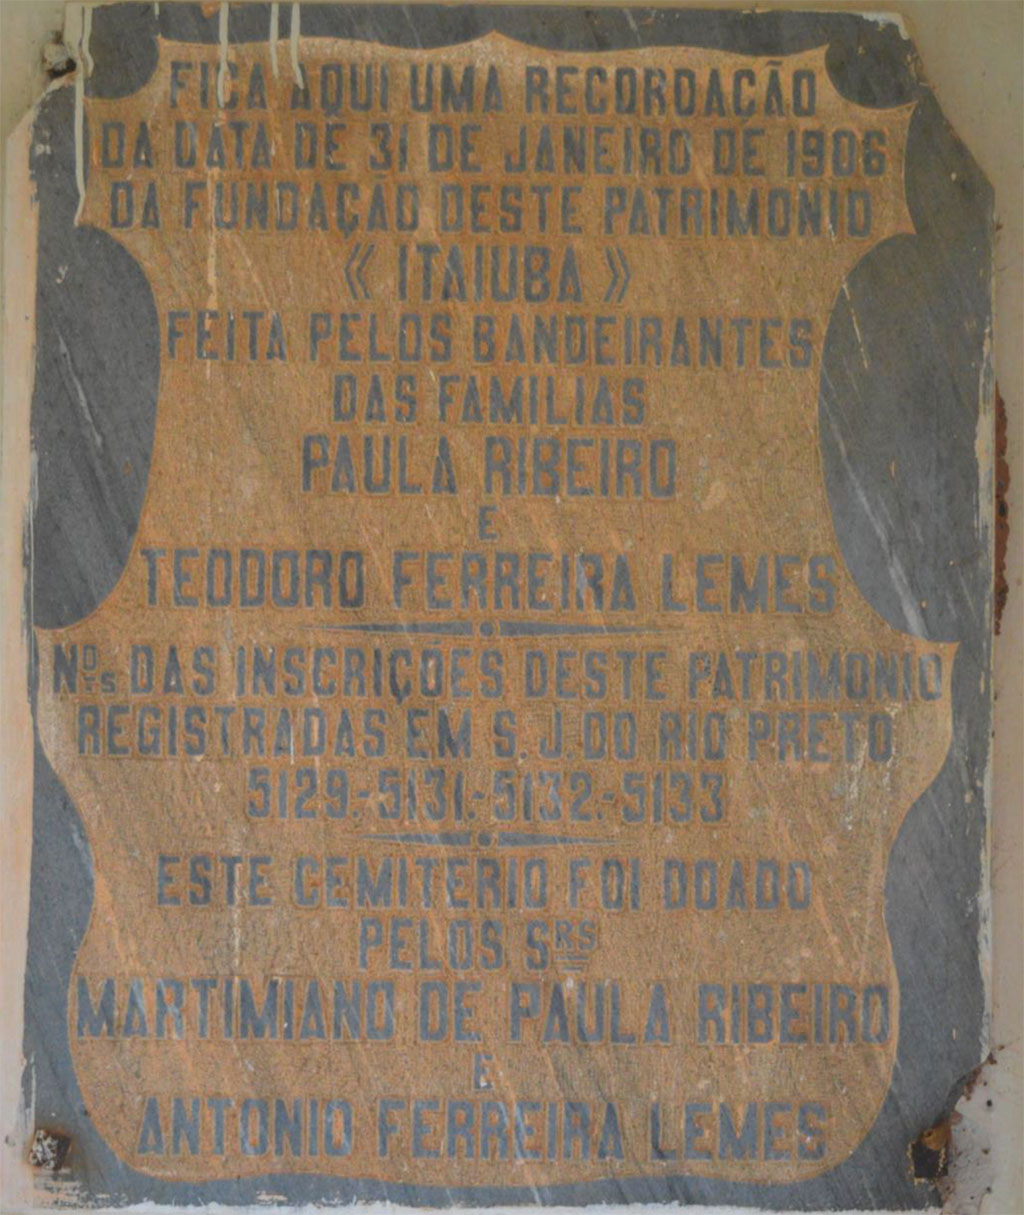 FICA AQUI UMA RECORDAÇÃO
DA DATA DE 31 DE JANEIRO DE 1906
DA FUNDAÇÃO DESTE PATRIMONIO
《 ITAIUBA 》
FEITA PELOS BANDEIRANTES
DAS FAMILIAS
PAULA RIBEIRO
E
TEODORO FERREIRA LEMES
NOS. DAS INSCRIÇÕES DESTE PATRIMONIO
REGISTRADAS EM S. J. DO RIO PRETO
5129.-5131.-5132.-5133
ESTE CEMITERIO FOI DOADO
PELOS SRS
MARTIMIANO DE PAULA RIBEIRO
E
ANTONIO FERREIRA LEMES